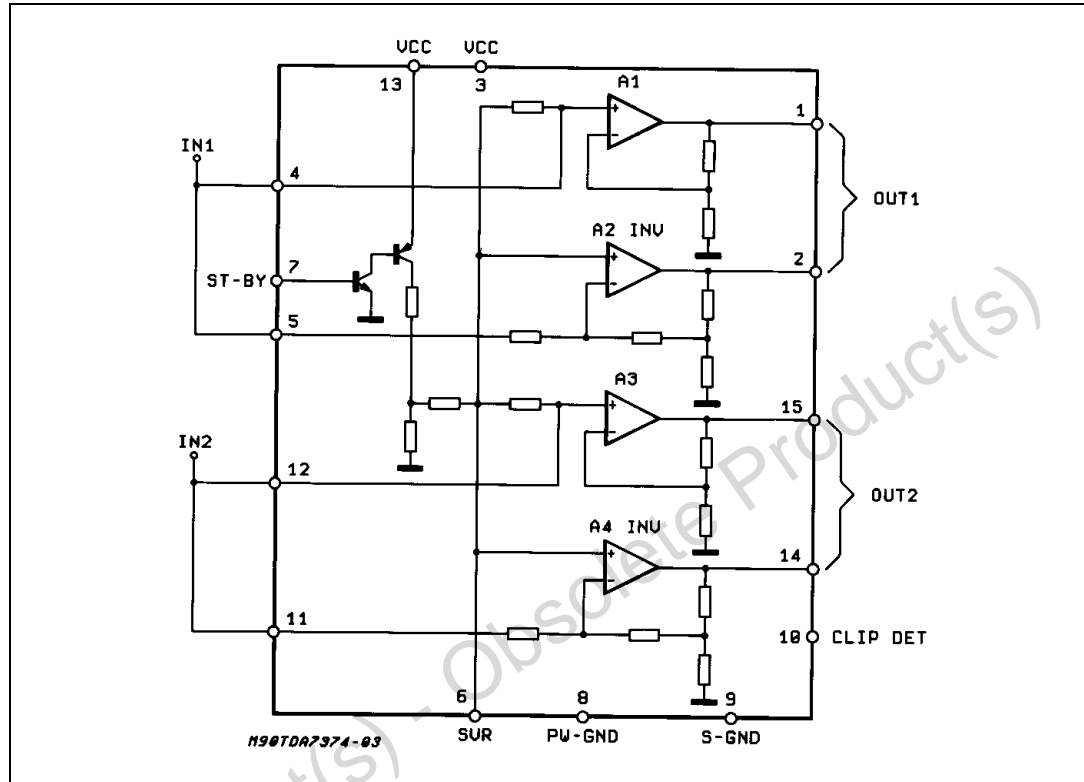 VCC VCC
13 3
A1
+
-
1
IN1
4
OUT1
A2 INV
+
-
2
7
ST-BY
5
A3
+
-
15
IN2
12
OUT2
A4 INV
+
-
14
11
10 CLIP DET
6 8 9
SVR PW-GND S-GND
M90TDA7374-03
t(s) - Obsolete Product(s)